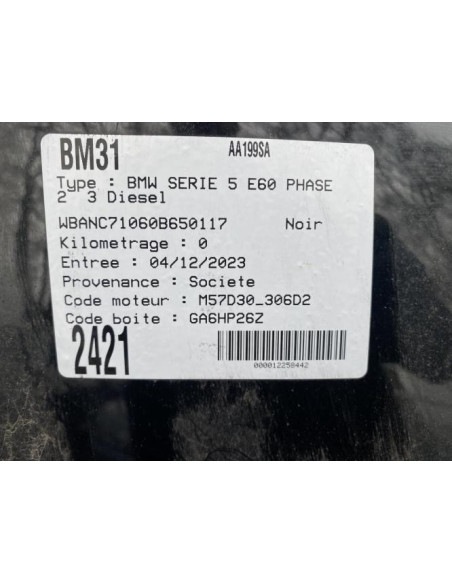 BM31 AA199SA
Type : BMW SERIE 5 E60 PHASE
2 3 Diesel
WBANC71060B650117 Noir
Kilometrage : 0
Entree : 04/12/2023
Provenance : Societe
Code moteur : M57D30_306D2
Code boite : GA6HP26Z
2421
000012258442